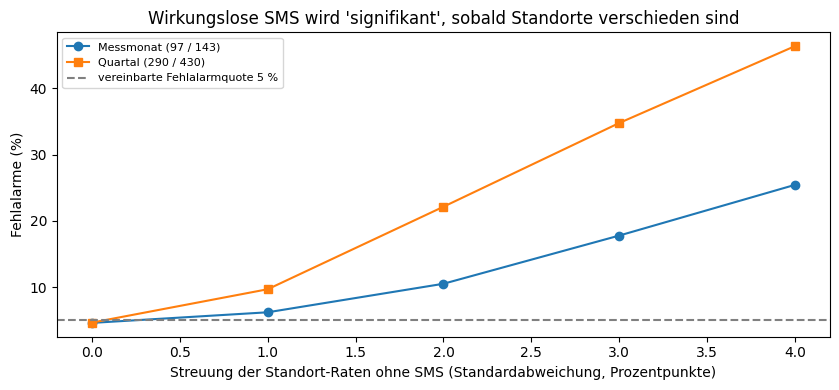 Wirkungslose SMS wird 'signifikant', sobald Standorte verschieden sind
Messmonat (97 / 143)
Quartal (290 / 430)
vereinbarte Fehlalarmquote 5 %
Fehlalarme (%)
40
30
20
10
0.0 0.5 1.0 1.5 2.0 2.5 3.0 3.5 4.0
Streuung der Standort-Raten ohne SMS (Standardabweichung, Prozentpunkte)